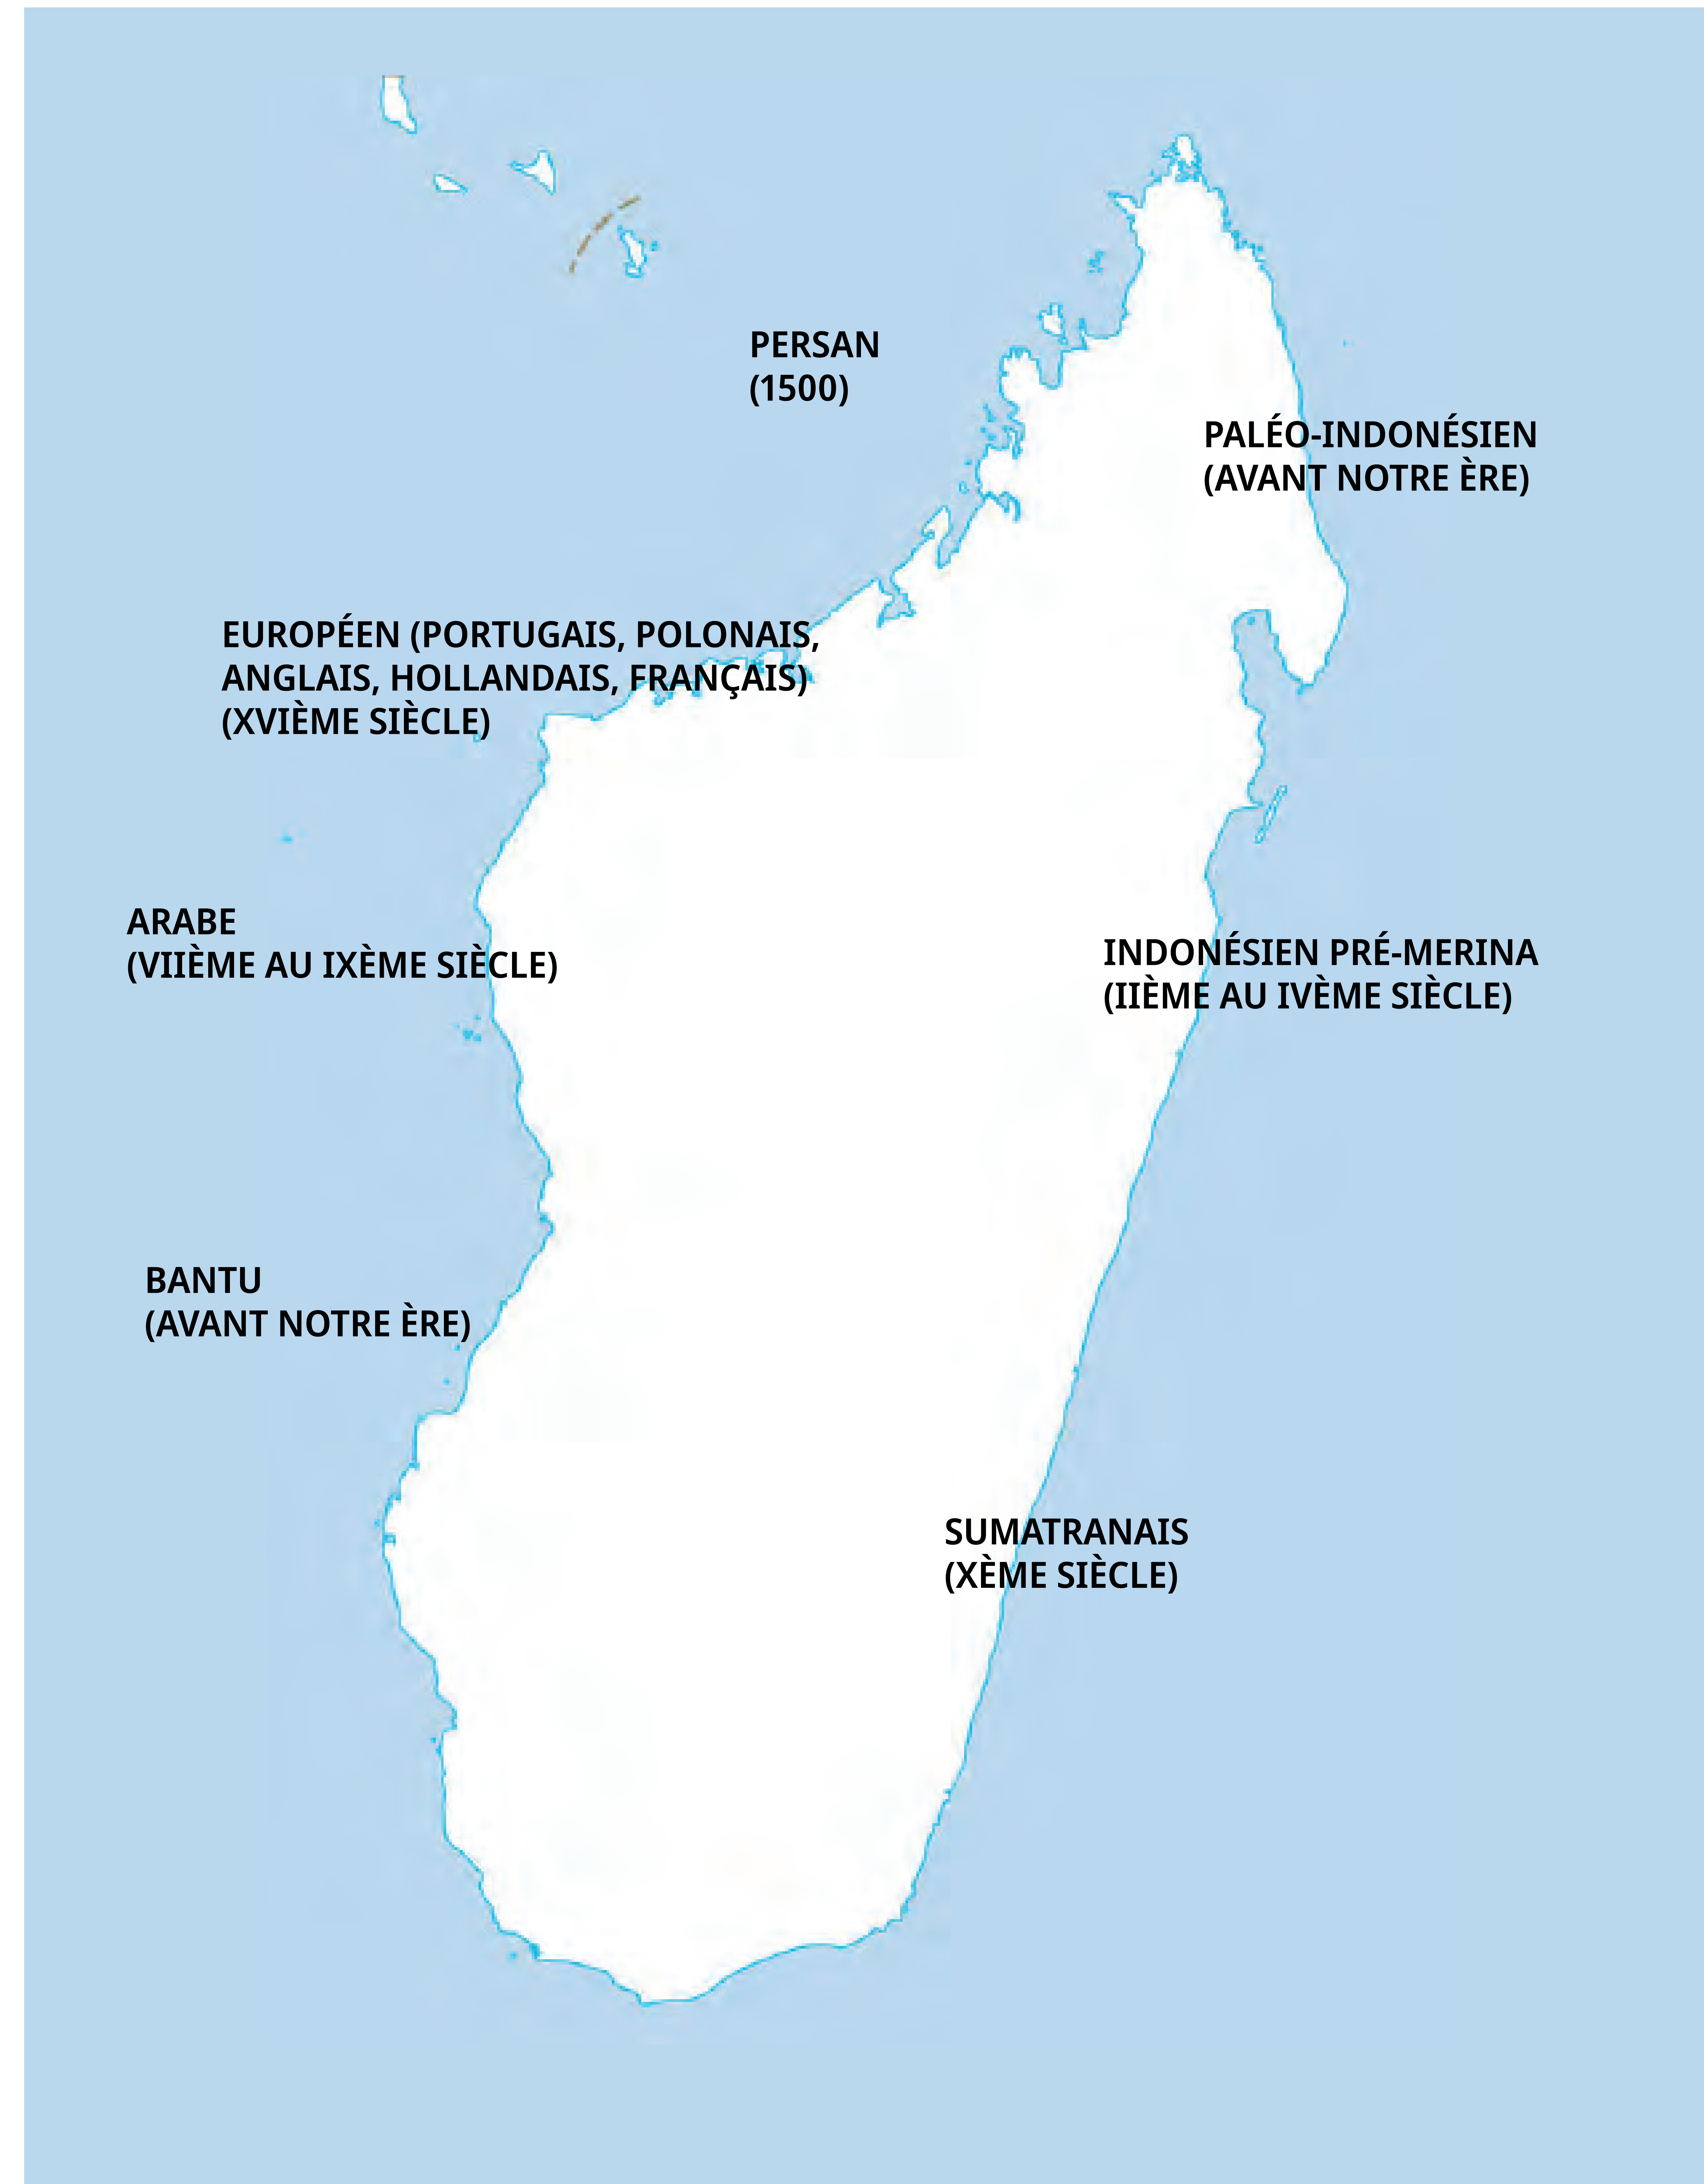 PERSAN
(1500)
PALÉO-INDONÉSIEN
(AVANT NOTRE ÈRE)
EUROPÉEN (PORTUGAIS, POLONAIS,
ANGLAIS, HOLLANDAIS, FRANÇAIS)
(XVIÈME SIÈCLE)
ARABE
(VIIÈME AU IXÈME SIÈCLE)
INDONÉSIEN PRÉ-MERINA
(IIÈME AU IVÈME SIÈCLE)
BANTU
(AVANT NOTRE ÈRE)
SUMATRANAIS
(XÈME SIÈCLE)